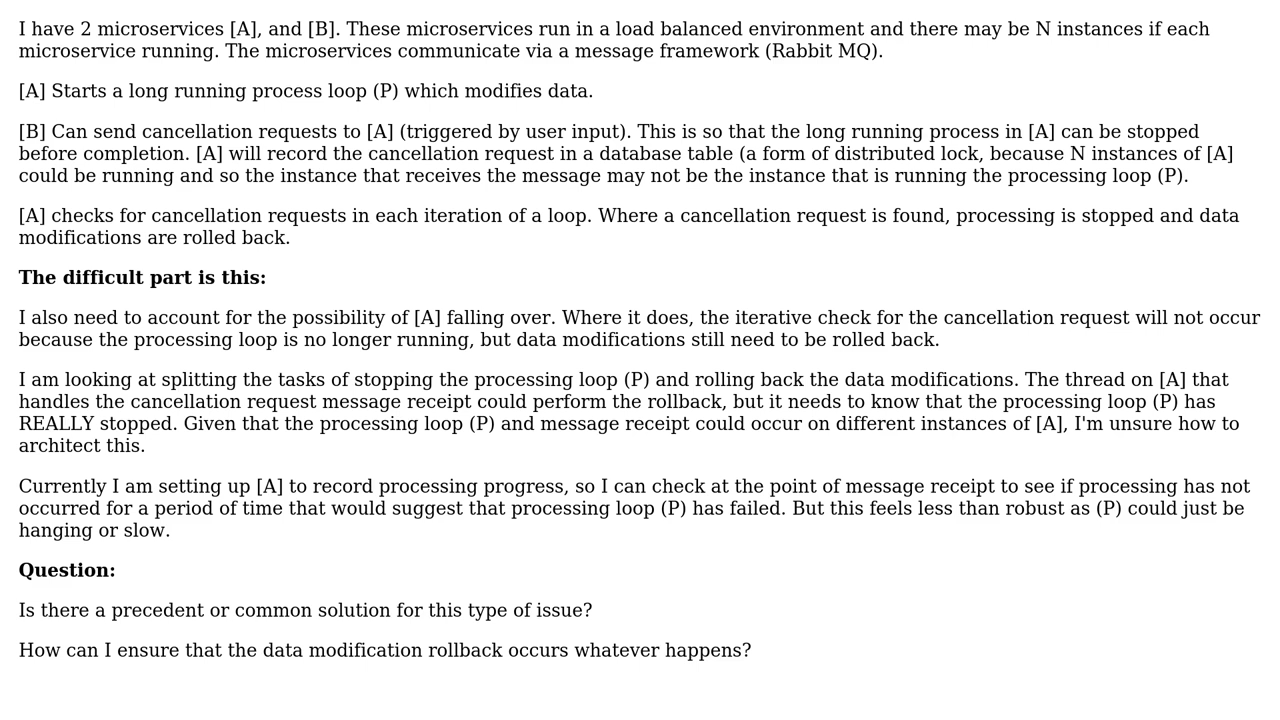 I have 2 microservices [A], and [B]. These microservices run in a load balanced environment and there may be N instances if each
microservice running. The microservices communicate via a message framework (Rabbit MQ).
[A] Starts a long running process loop (P) which modifies data.
[B] Can send cancellation requests to [A] (triggered by user input). This is so that the long running process in [A] can be stopped
before completion. [A] will record the cancellation request in a database table (a form of distributed lock, because N instances of [A]
could be running and so the instance that receives the message may not be the instance that is running the processing loop (P).
[A] checks for cancellation requests in each iteration of a loop. Where a cancellation request is found, processing is stopped and data
modifications are rolled back.
The difficult part is this:
I also need to account for the possibility of [A] falling over. Where it does, the iterative check for the cancellation request will not occur
because the processing loop is no longer running, but data modifications still need to be rolled back.
I am looking at splitting the tasks of stopping the processing loop (P) and rolling back the data modifications. The thread on [A] that
handles the cancellation request message receipt could perform the rollback, but it needs to know that the processing loop (P) has
REALLY stopped. Given that the processing loop (P) and message receipt could occur on different instances of [A], I'm unsure how to
architect this.
Currently I am setting up [A] to record processing progress, so I can check at the point of message receipt to see if processing has not
occurred for a period of time that would suggest that processing loop (P) has failed. But this feels less than robust as (P) could just be
hanging or slow.
Question:
Is there a precedent or common solution for this type of issue?
How can I ensure that the data modification rollback occurs whatever happens?